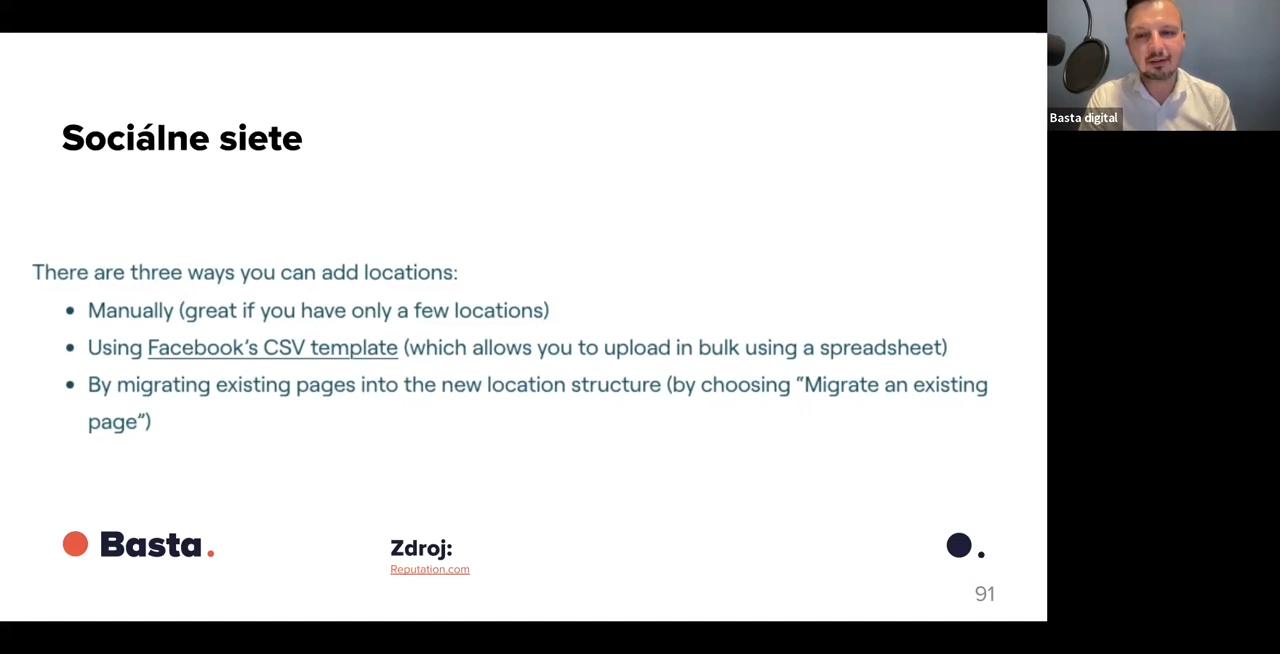 Sociálne siete
Basta digital
There are three ways you can add locations:
• Manually (great if you have only a few locations)
• Using Facebook's CSV template (which allows you to upload in bulk using a spreadsheet)
• By migrating existing pages into the new location structure (by choosing “Migrate an existing
page”)
Basta.
Zdroj:
Reputation.com
91